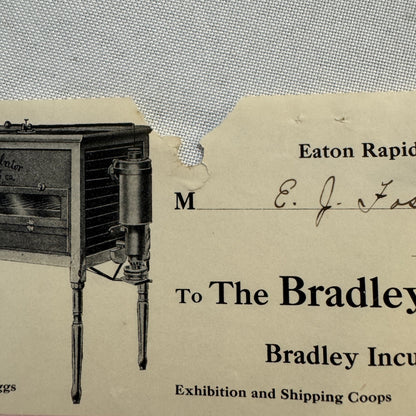 Eaton Rapid
M E. J. Fos
To The Bradley
Bradley Incu
ggs
Exhibition and Shipping Coops